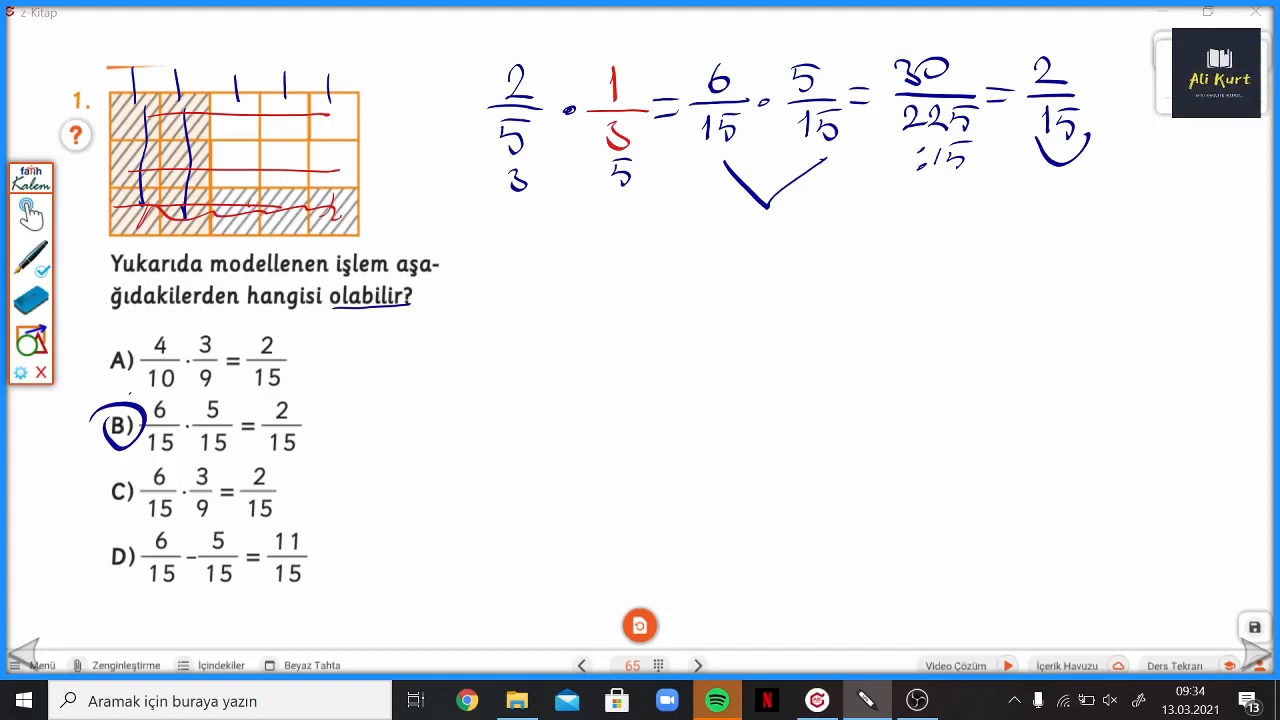 z-Kitap
Ali Kurt
1.
?
fatih
Kalem
2/5 · 1/3 = 6/15 · 5/15 = 30/225 = 2/15
3 5 :15
Yukarıda modellenen işlem aşa-
ğıdakilerden hangisi olabilir?
A) 4/10 · 3/9 = 2/15
B) 6/15 · 5/15 = 2/15
C) 6/15 · 3/9 = 2/15
D) 6/15 - 5/15 = 11/15
Menü Zenginleştirme İçindekiler Beyaz Tahta 65 Video Çözüm İçerik Havuzu Ders Tekrarı
Aramak için buraya yazın
09:34
13.03.2021
13